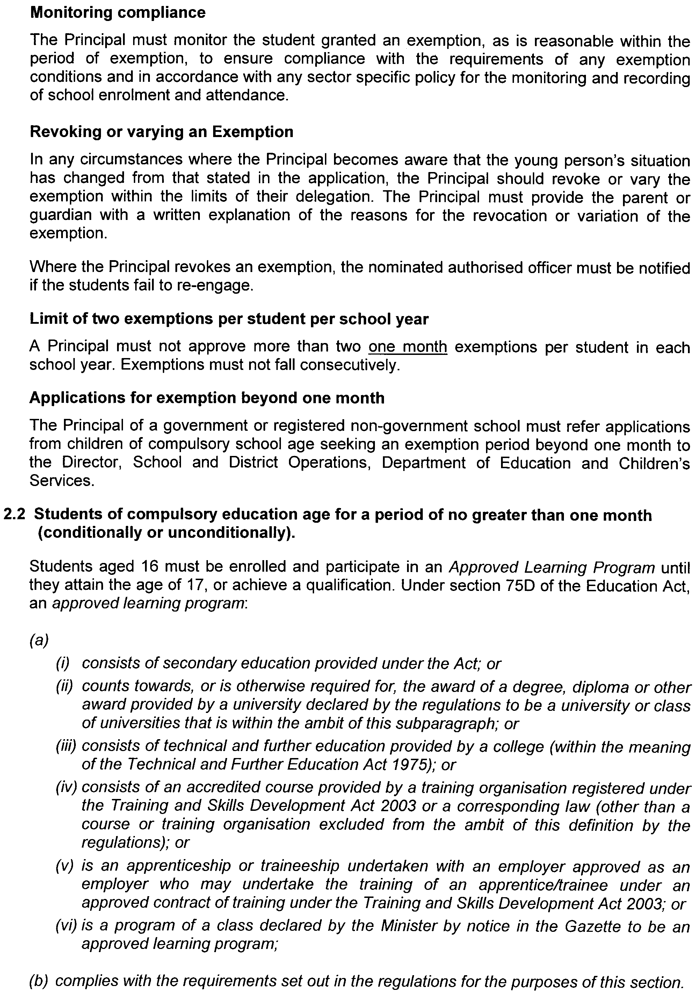 Monitoring compliance
The Principal must monitor the student granted an exemption, as is reasonable within the
period of exemption, to ensure compliance with the requirements of any exemption
conditions and in accordance with any sector specific policy for the monitoring and recording
of school enrolment and attendance.
Revoking or varying an Exemption
In any circumstances where the Principal becomes aware that the young person's situation
has changed from that stated in the application, the Principal should revoke or vary the
exemption within the limits of their delegation. The Principal must provide the parent or
guardian with a written explanation of the reasons for the revocation or variation of the
exemption.
Where the Principal revokes an exemption, the nominated authorised officer must be notified
if the students fail to re-engage.
Limit of two exemptions per student per school year
A Principal must not approve more than two one month exemptions per student in each
school year. Exemptions must not fall consecutively.
Applications for exemption beyond one month
The Principal of a government or registered non-government school must refer applications
from children of compulsory school age seeking an exemption period beyond one month to
the Director, School and District Operations, Department of Education and Children's
Services.
2.2 Students of compulsory education age for a period of no greater than one month
(conditionally or unconditionally).
Students aged 16 must be enrolled and participate in an Approved Learning Program until
they attain the age of 17, or achieve a qualification. Under section 75D of the Education Act,
an approved learning program:
(a)
(i) consists of secondary education provided under the Act; or
(ii) counts towards, or is otherwise required for, the award of a degree, diploma or other
award provided by a university declared by the regulations to be a university or class
of universities that is within the ambit of this subparagraph; or
(iii) consists of technical and further education provided by a college (within the meaning
of the Technical and Further Education Act 1975); or
(iv) consists of an accredited course provided by a training organisation registered under
the Training and Skills Development Act 2003 or a corresponding law (other than a
course or training organisation excluded from the ambit of this definition by the
regulations); or
(v) is an apprenticeship or traineeship undertaken with an employer approved as an
employer who may undertake the training of an apprentice/trainee under an
approved contract of training under the Training and Skills Development Act 2003; or
(vi) is a program of a class declared by the Minister by notice in the Gazette to be an
approved learning program;
(b) complies with the requirements set out in the regulations for the purposes of this section.